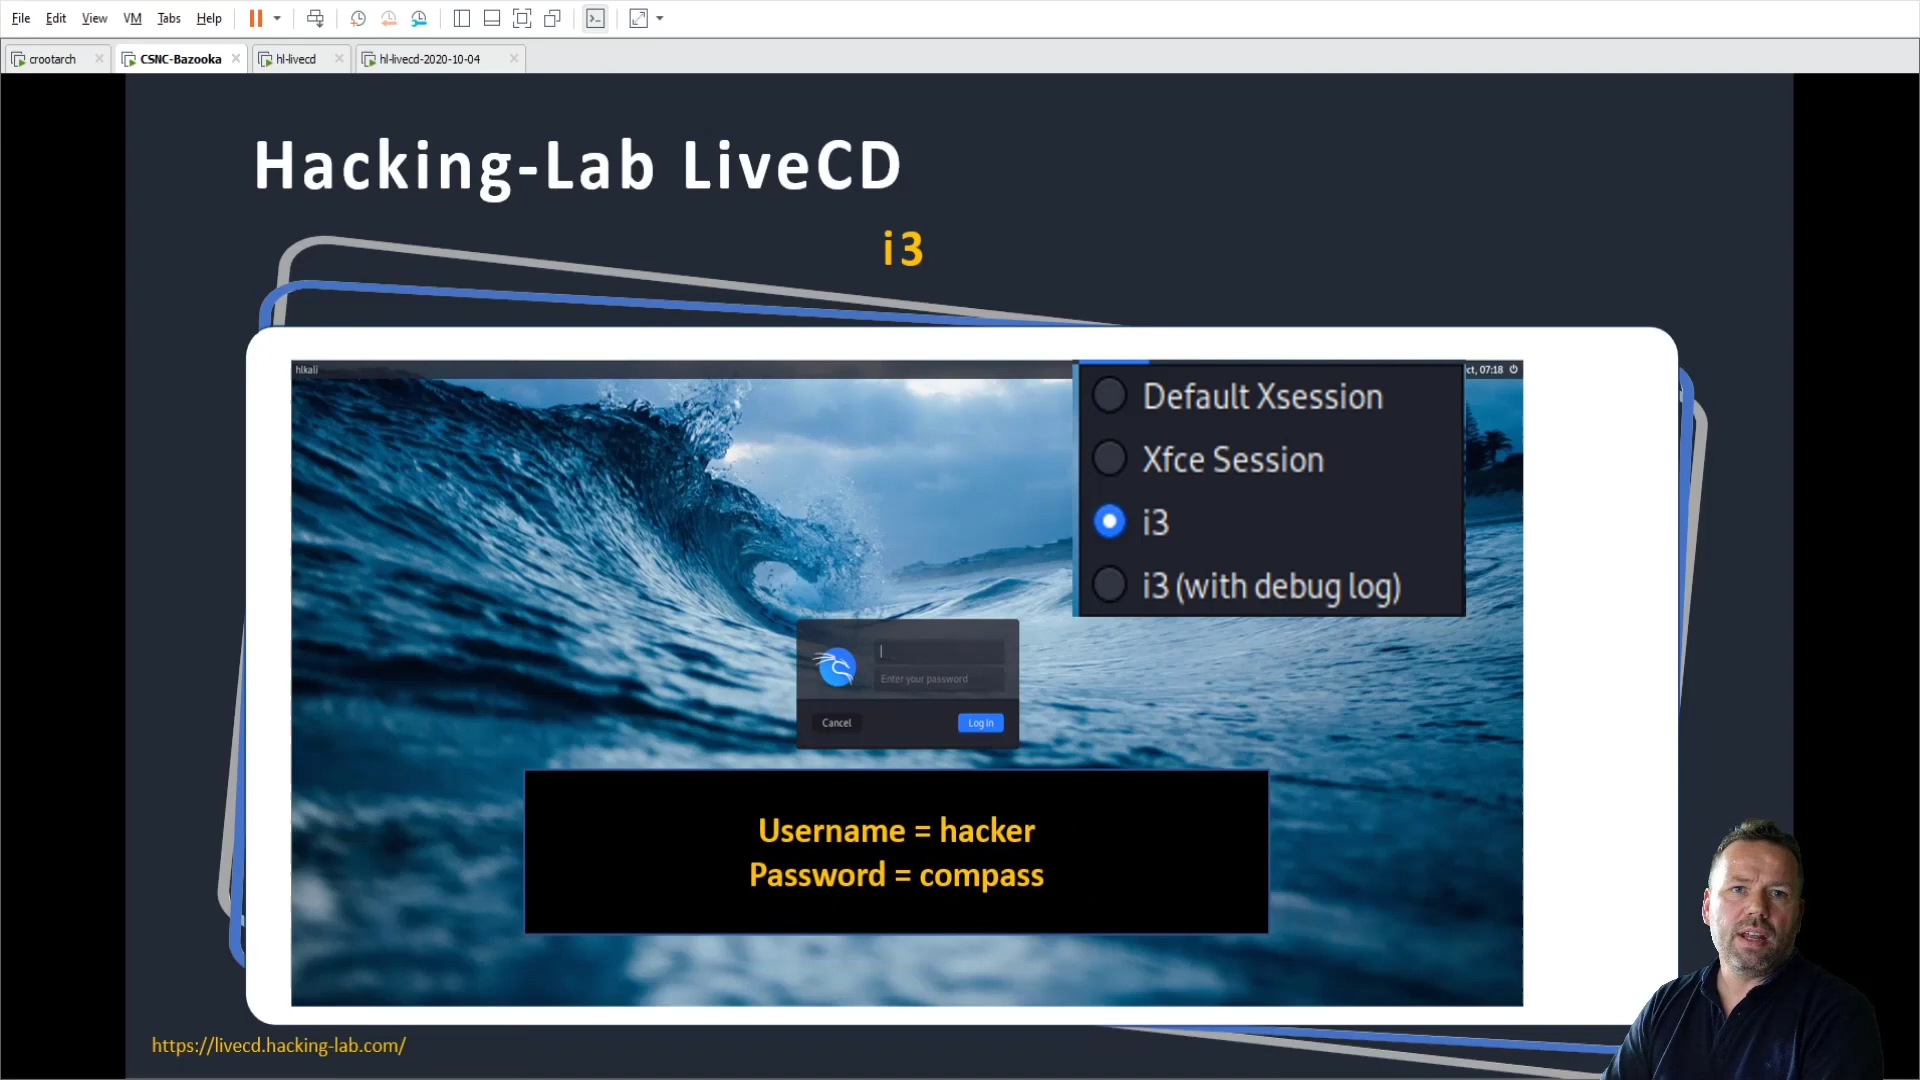 File Edit View VM Tabs Help
crootarch CSNC-Bazooka hl-livecd hl-livecd-2020-10-04
Hacking-Lab LiveCD
i3
hlkali
ct, 07:18
Default Xsession
Xfce Session
i3
i3 (with debug log)
Enter your password
Cancel Log In
Username = hacker
Password = compass
https://livecd.hacking-lab.com/